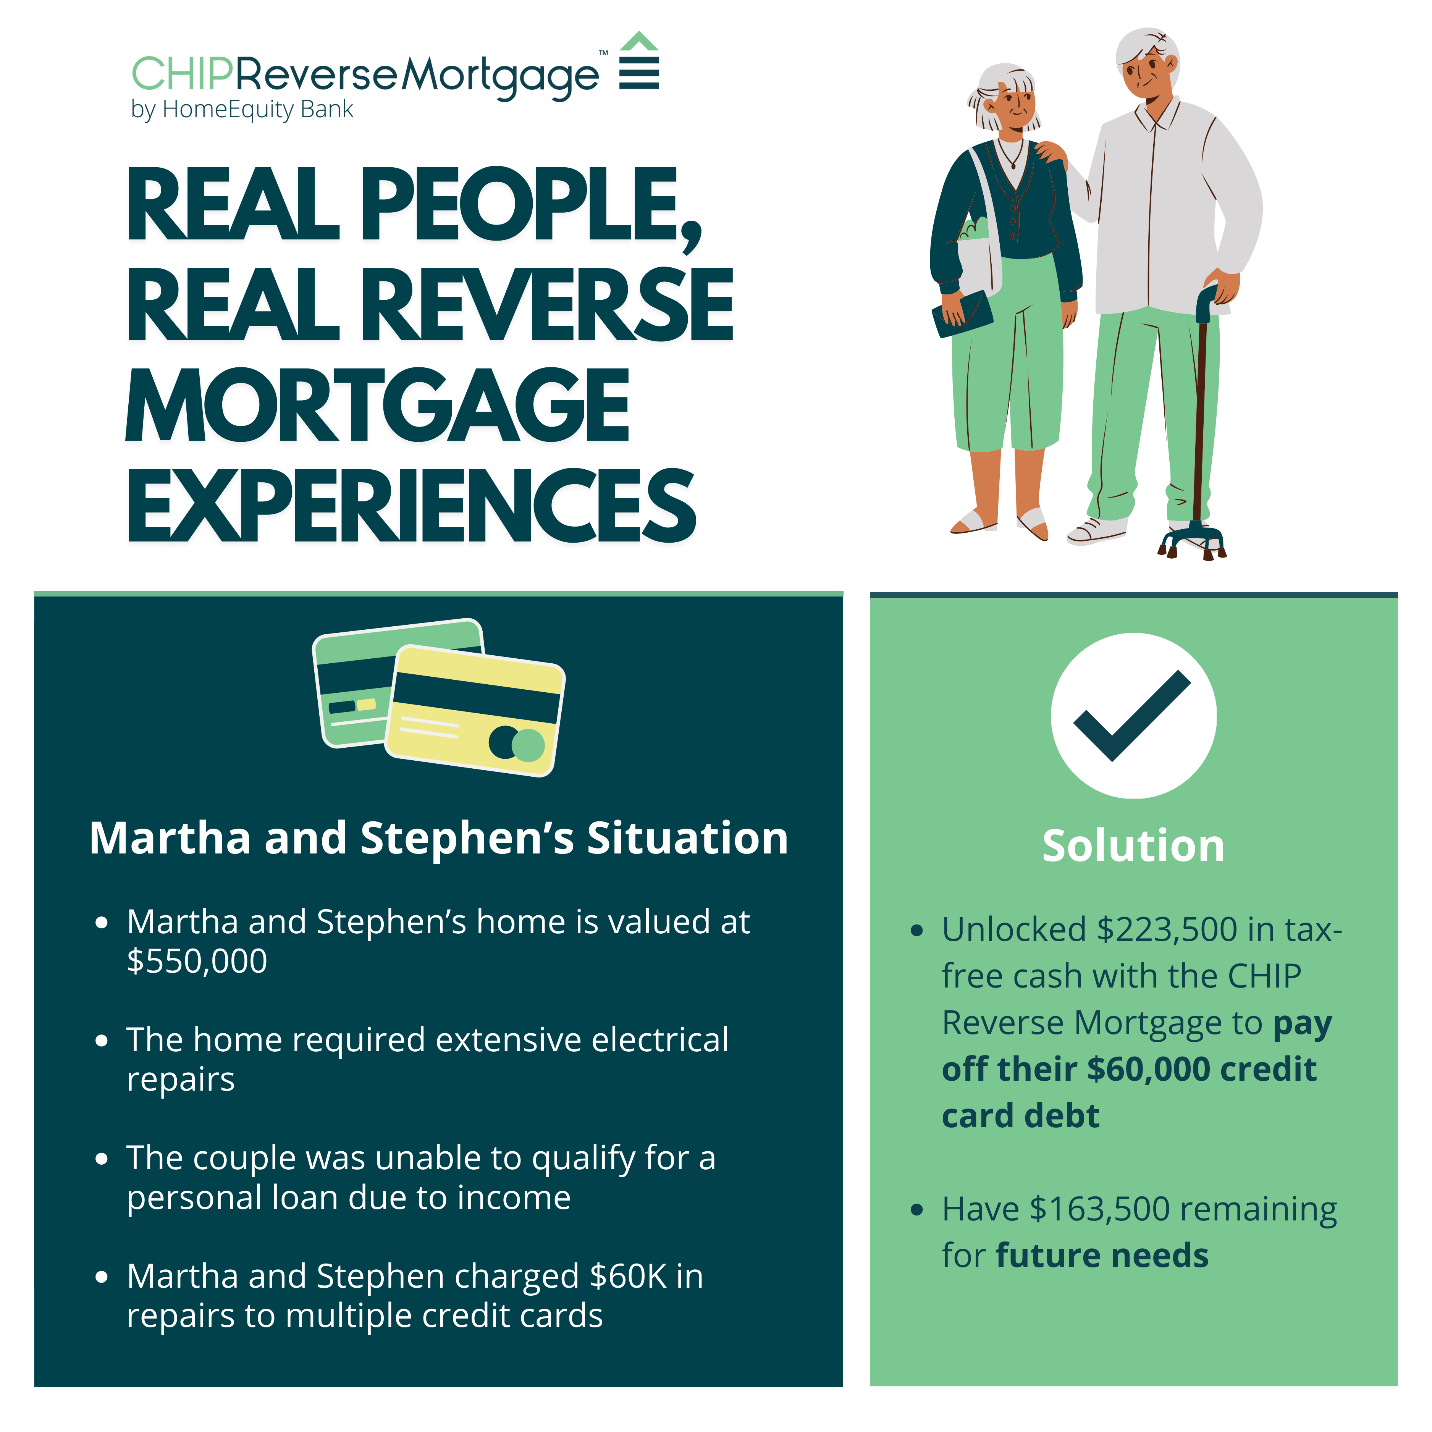 CHIPReverseMortgage™
by HomeEquity Bank
REAL PEOPLE,
REAL REVERSE
MORTGAGE
EXPERIENCES
Martha and Stephen’s Situation
• Martha and Stephen’s home is valued at
$550,000
• The home required extensive electrical
repairs
• The couple was unable to qualify for a
personal loan due to income
• Martha and Stephen charged $60K in
repairs to multiple credit cards
Solution
• Unlocked $223,500 in tax-
free cash with the CHIP
Reverse Mortgage to pay
off their $60,000 credit
card debt
• Have $163,500 remaining
for future needs